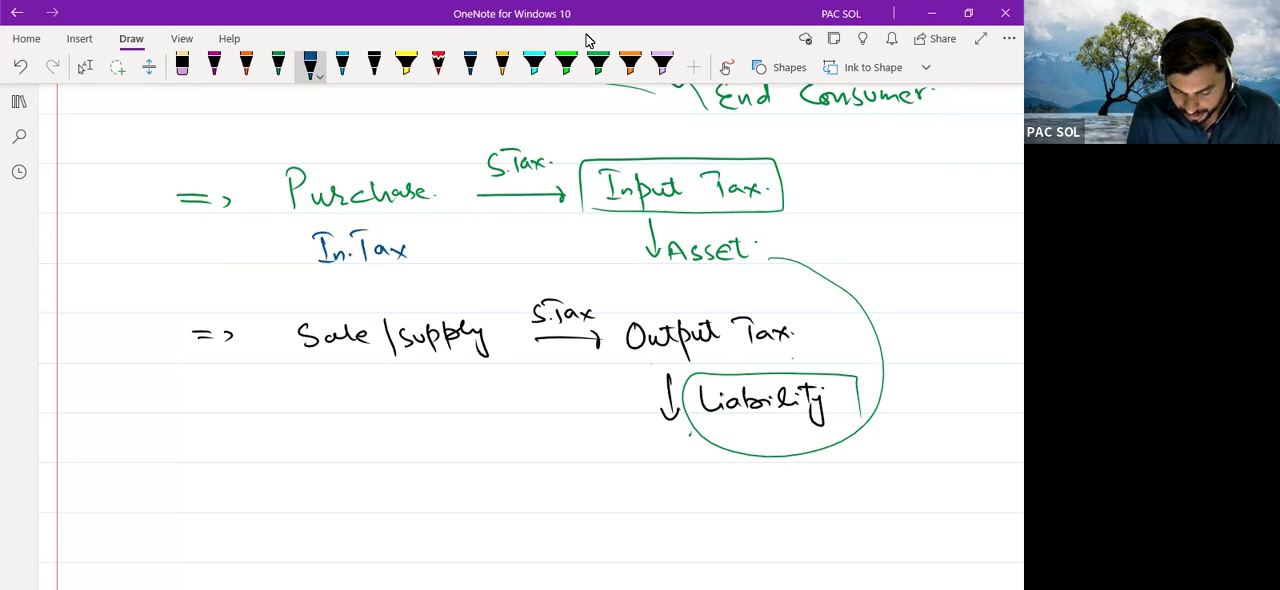 OneNote for Windows 10
PAC SOL
Home Insert Draw View Help
Share
Shapes Ink to Shape
PAC SOL
End Consumer.
=> Purchase. S.Tax. Input Tax.
In.Tax
Asset.
=> Sale/Supply S.Tax Output Tax.
Liability